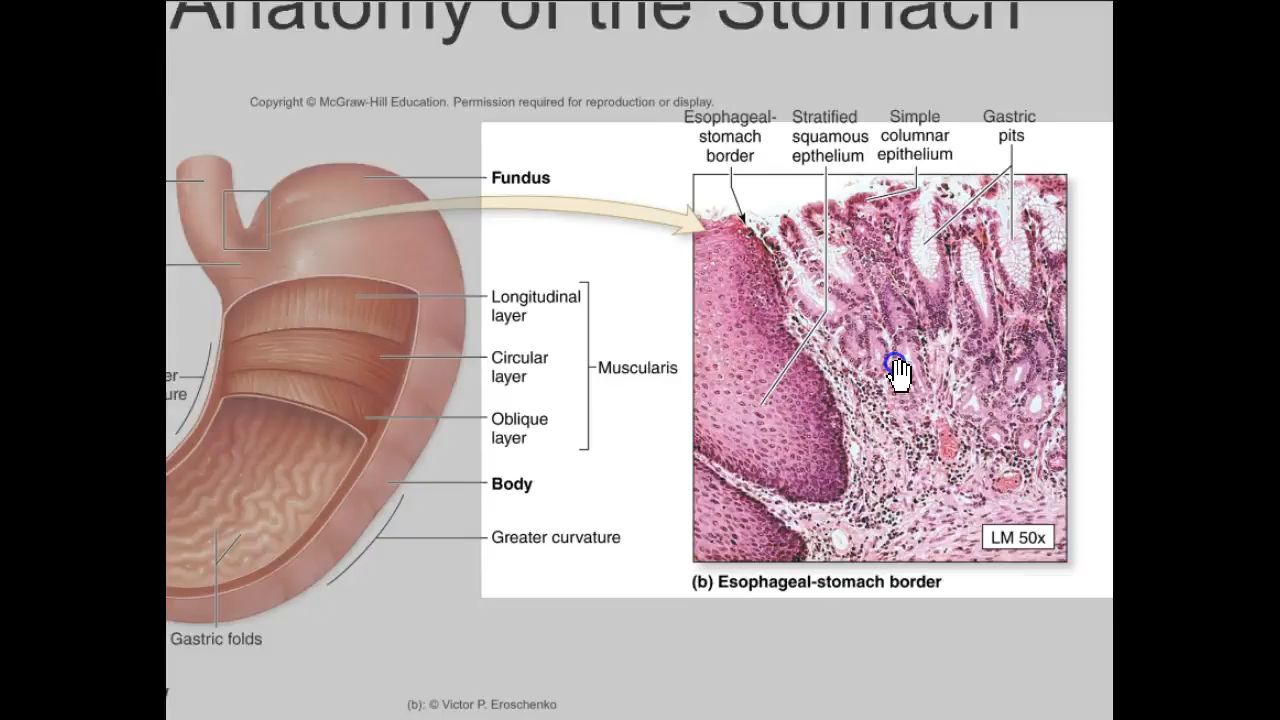 Anatomy of the Stomach
Copyright © McGraw-Hill Education. Permission required for reproduction or display.
Esophageal-
stomach
border
Stratified
squamous
epthelium
Simple
columnar
epithelium
Gastric
pits
Fundus
Longitudinal
layer
Circular
layer
Muscularis
er
ure
Oblique
layer
Body
Greater curvature
LM 50x
(b) Esophageal-stomach border
Gastric folds
(b): © Victor P. Eroschenko